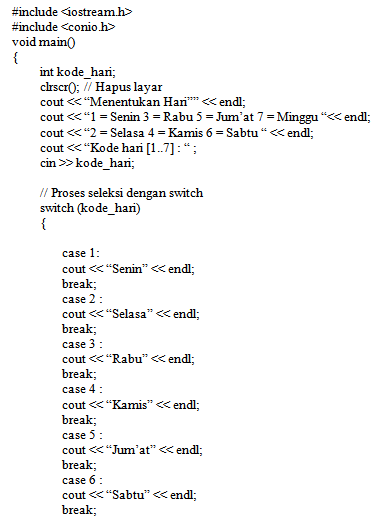 #include <iostream.h>
#include <conio.h>
void main()
{
int kode_hari;
clrscr(); // Hapus layar
cout << “Menentukan Hari”” << endl;
cout << “1 = Senin 3 = Rabu 5 = Jum’at 7 = Minggu “<< endl;
cout << “2 = Selasa 4 = Kamis 6 = Sabtu “ << endl;
cout << “Kode hari [1..7] : “ ;
cin >> kode_hari;
// Proses seleksi dengan switch
switch (kode_hari)
{
case 1:
cout << “Senin” << endl;
break;
case 2 :
cout << “Selasa” << endl;
break;
case 3 :
cout << “Rabu” << endl;
break;
case 4 :
cout << “Kamis” << endl;
break;
case 5 :
cout << “Jum’at” << endl;
break;
case 6 :
cout << “Sabtu” << endl;
break;